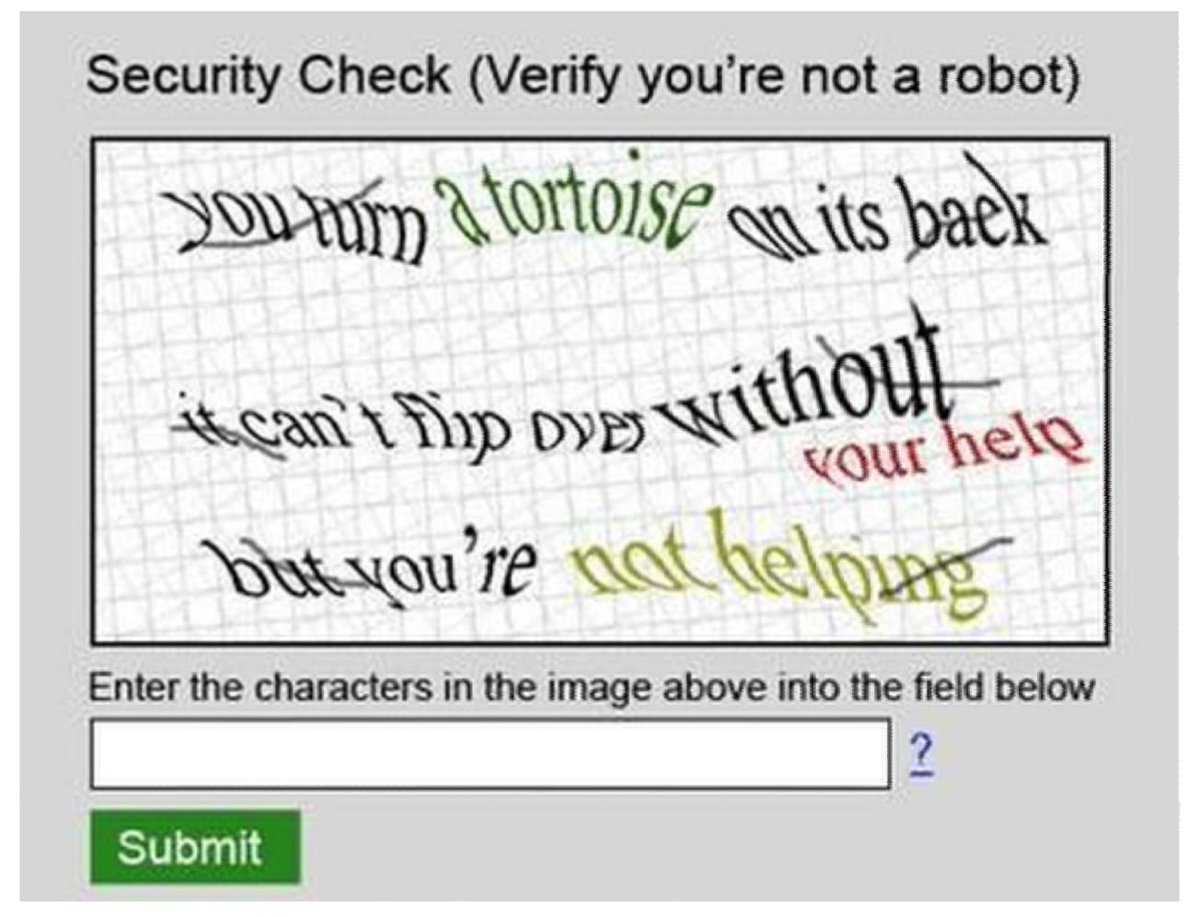 Security Check (Verify you're not a robot)
you turn a tortoise on its back
it can't flip over without
your help
but you're not helping
Enter the characters in the image above into the field below
?
Submit